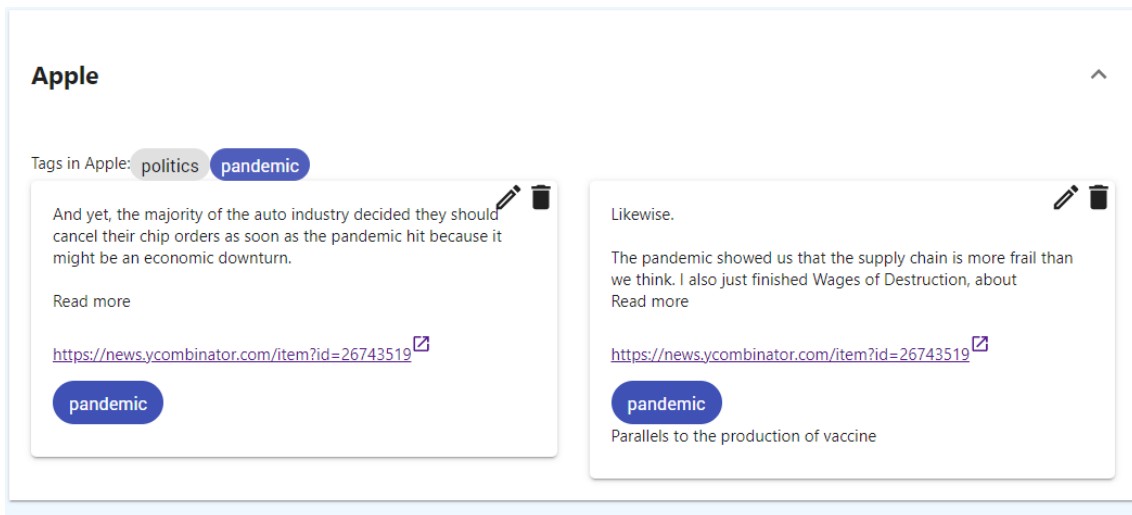 Apple
Tags in Apple: politics pandemic
And yet, the majority of the auto industry decided they should
cancel their chip orders as soon as the pandemic hit because it
might be an economic downturn.
Read more
https://news.ycombinator.com/item?id=26743519
pandemic
Likewise.
The pandemic showed us that the supply chain is more frail than
we think. I also just finished Wages of Destruction, about
Read more
https://news.ycombinator.com/item?id=26743519
pandemic
Parallels to the production of vaccine